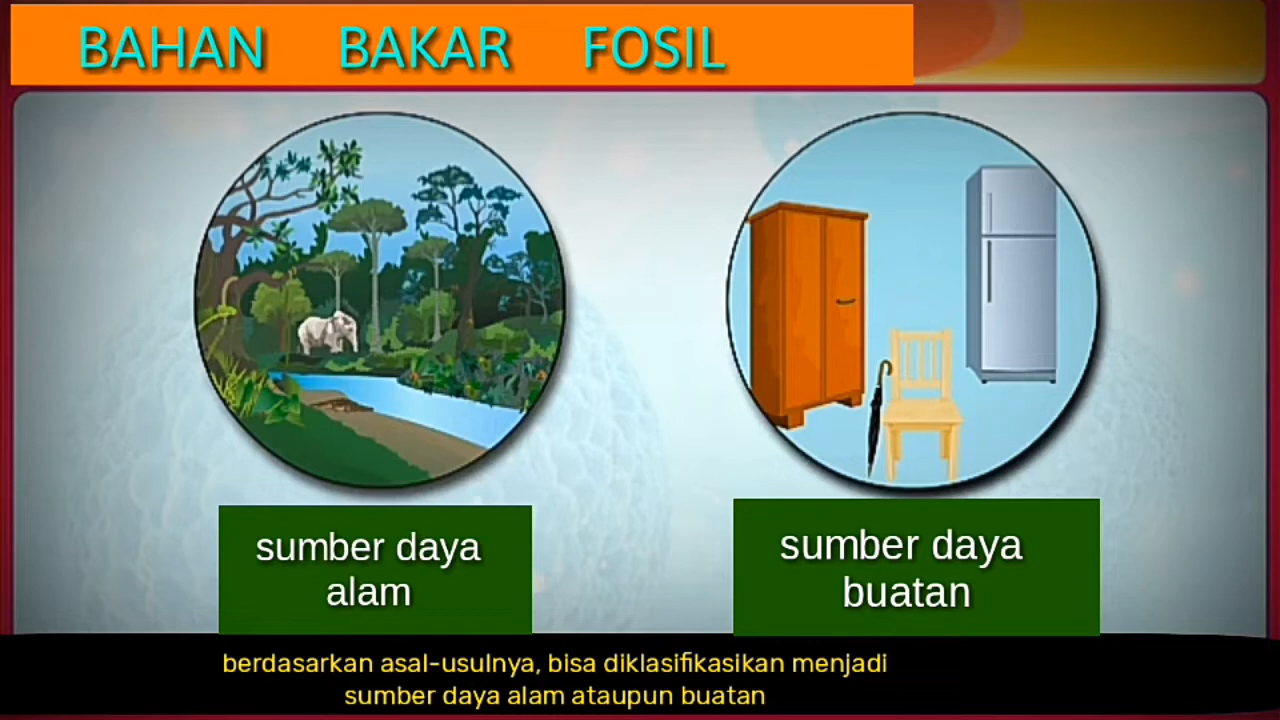 BAHAN BAKAR FOSIL
sumber daya
alam
sumber daya
buatan
berdasarkan asal-usulnya, bisa diklasifikasikan menjadi
sumber daya alam ataupun buatan